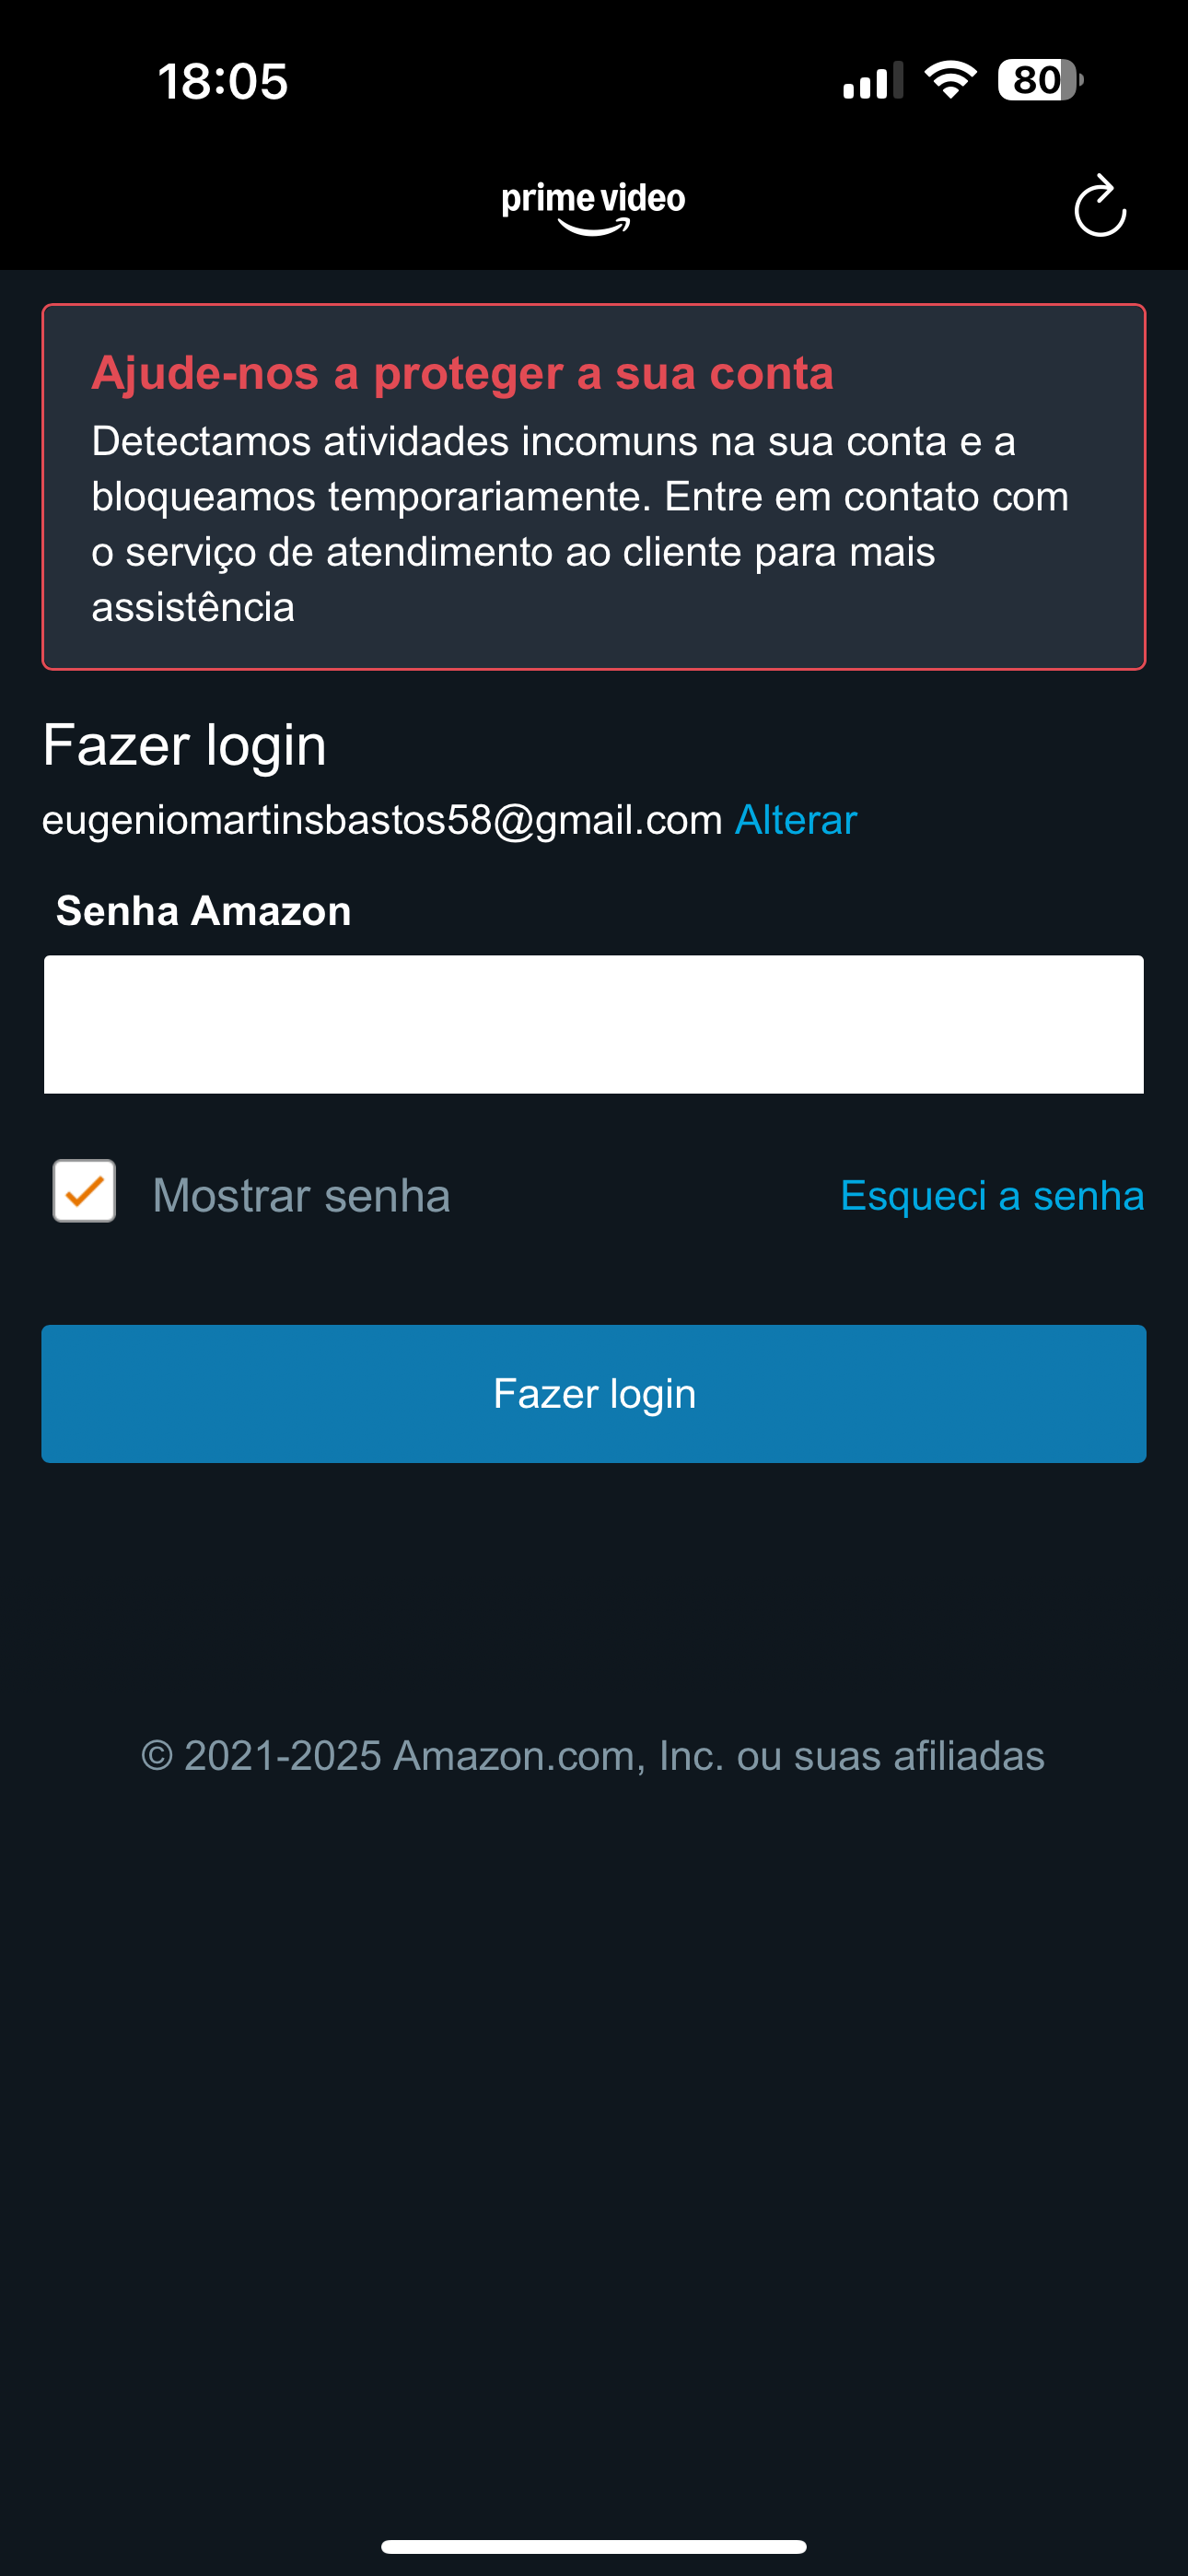 18:05
80
prime video
Ajude-nos a proteger a sua conta
Detectamos atividades incomuns na sua conta e a
bloqueamos temporariamente. Entre em contato com
o serviço de atendimento ao cliente para mais
assistência
Fazer login
eugeniomartinsbastos58@gmail.com Alterar
Senha Amazon
Mostrar senha Esqueci a senha
Fazer login
© 2021-2025 Amazon.com, Inc. ou suas afiliadas